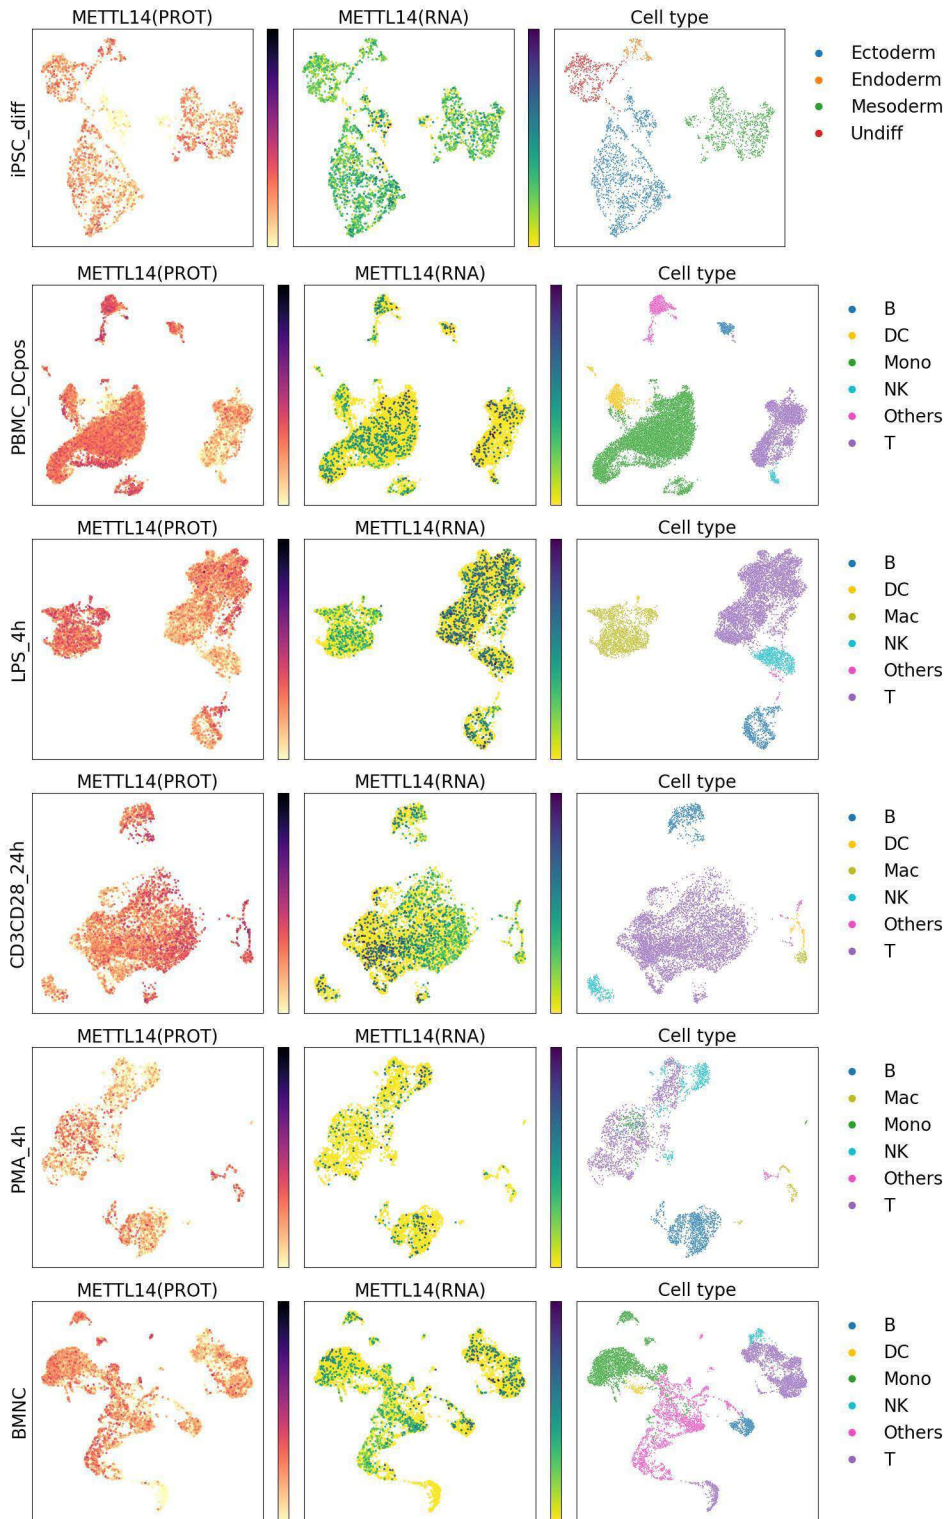 METTL14(PROT) METTL14(RNA) Cell type
iPSC_diff
Ectoderm
Endoderm
Mesoderm
Undiff
METTL14(PROT) METTL14(RNA) Cell type
PBMC_DCpos
B
DC
Mono
NK
Others
T
METTL14(PROT) METTL14(RNA) Cell type
LPS_4h
B
DC
Mac
NK
Others
T
METTL14(PROT) METTL14(RNA) Cell type
CD3CD28_24h
B
DC
Mac
NK
Others
T
METTL14(PROT) METTL14(RNA) Cell type
PMA_4h
B
Mac
Mono
NK
Others
T
METTL14(PROT) METTL14(RNA) Cell type
BMNC
B
DC
Mono
NK
Others
T